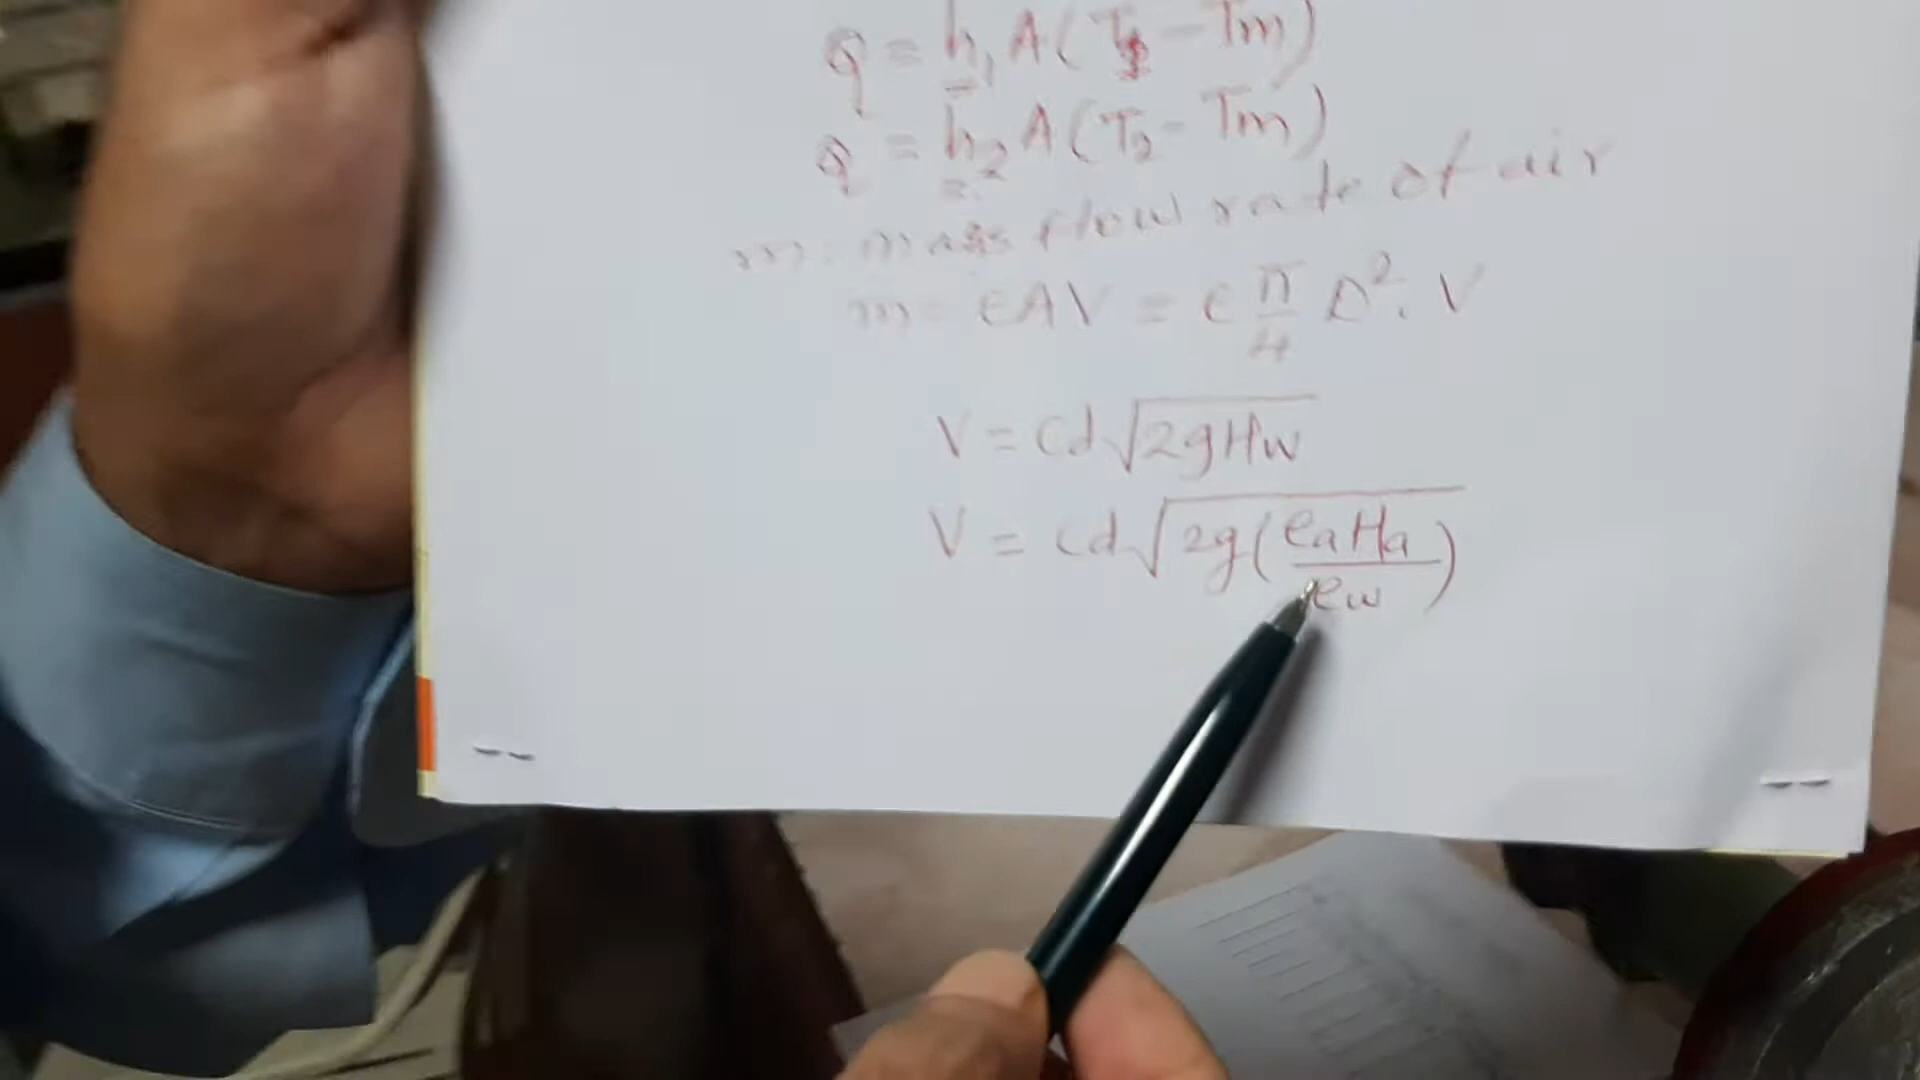 Q = h₁ A (T₁ - Tm)
Q = h₂ A (T₂ - Tm)
m: mass flow rate of air
m = ρAV = ρ π/4 D². V
V = Cd √2gHw
V = Cd √2g(ρaHa/ρw)